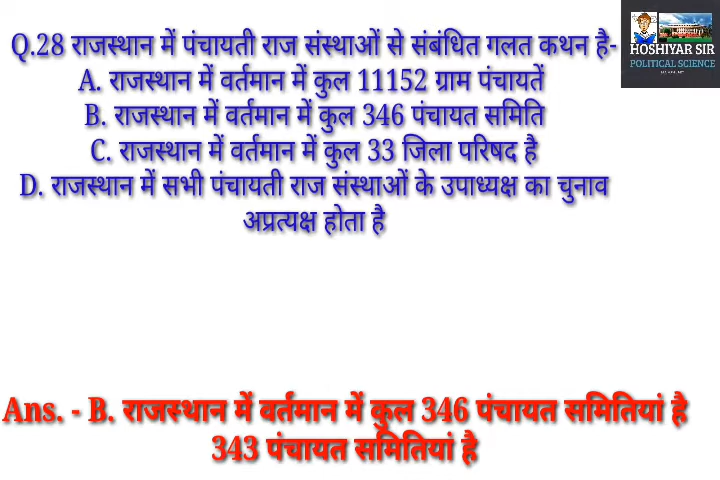 Q.28 राजस्थान में पंचायती राज संस्थाओं से संबंधित गलत कथन है-
A. राजस्थान में वर्तमान में कुल 11152 ग्राम पंचायतें
B. राजस्थान में वर्तमान में कुल 346 पंचायत समिति
C. राजस्थान में वर्तमान में कुल 33 जिला परिषद है
D. राजस्थान में सभी पंचायती राज संस्थाओं के उपाध्यक्ष का चुनाव
अप्रत्यक्ष होता है
HOSHIYAR SIR
POLITICAL SCIENCE
Ans. - B. राजस्थान में वर्तमान में कुल 346 पंचायत समितियां है
343 पंचायत समितियां है